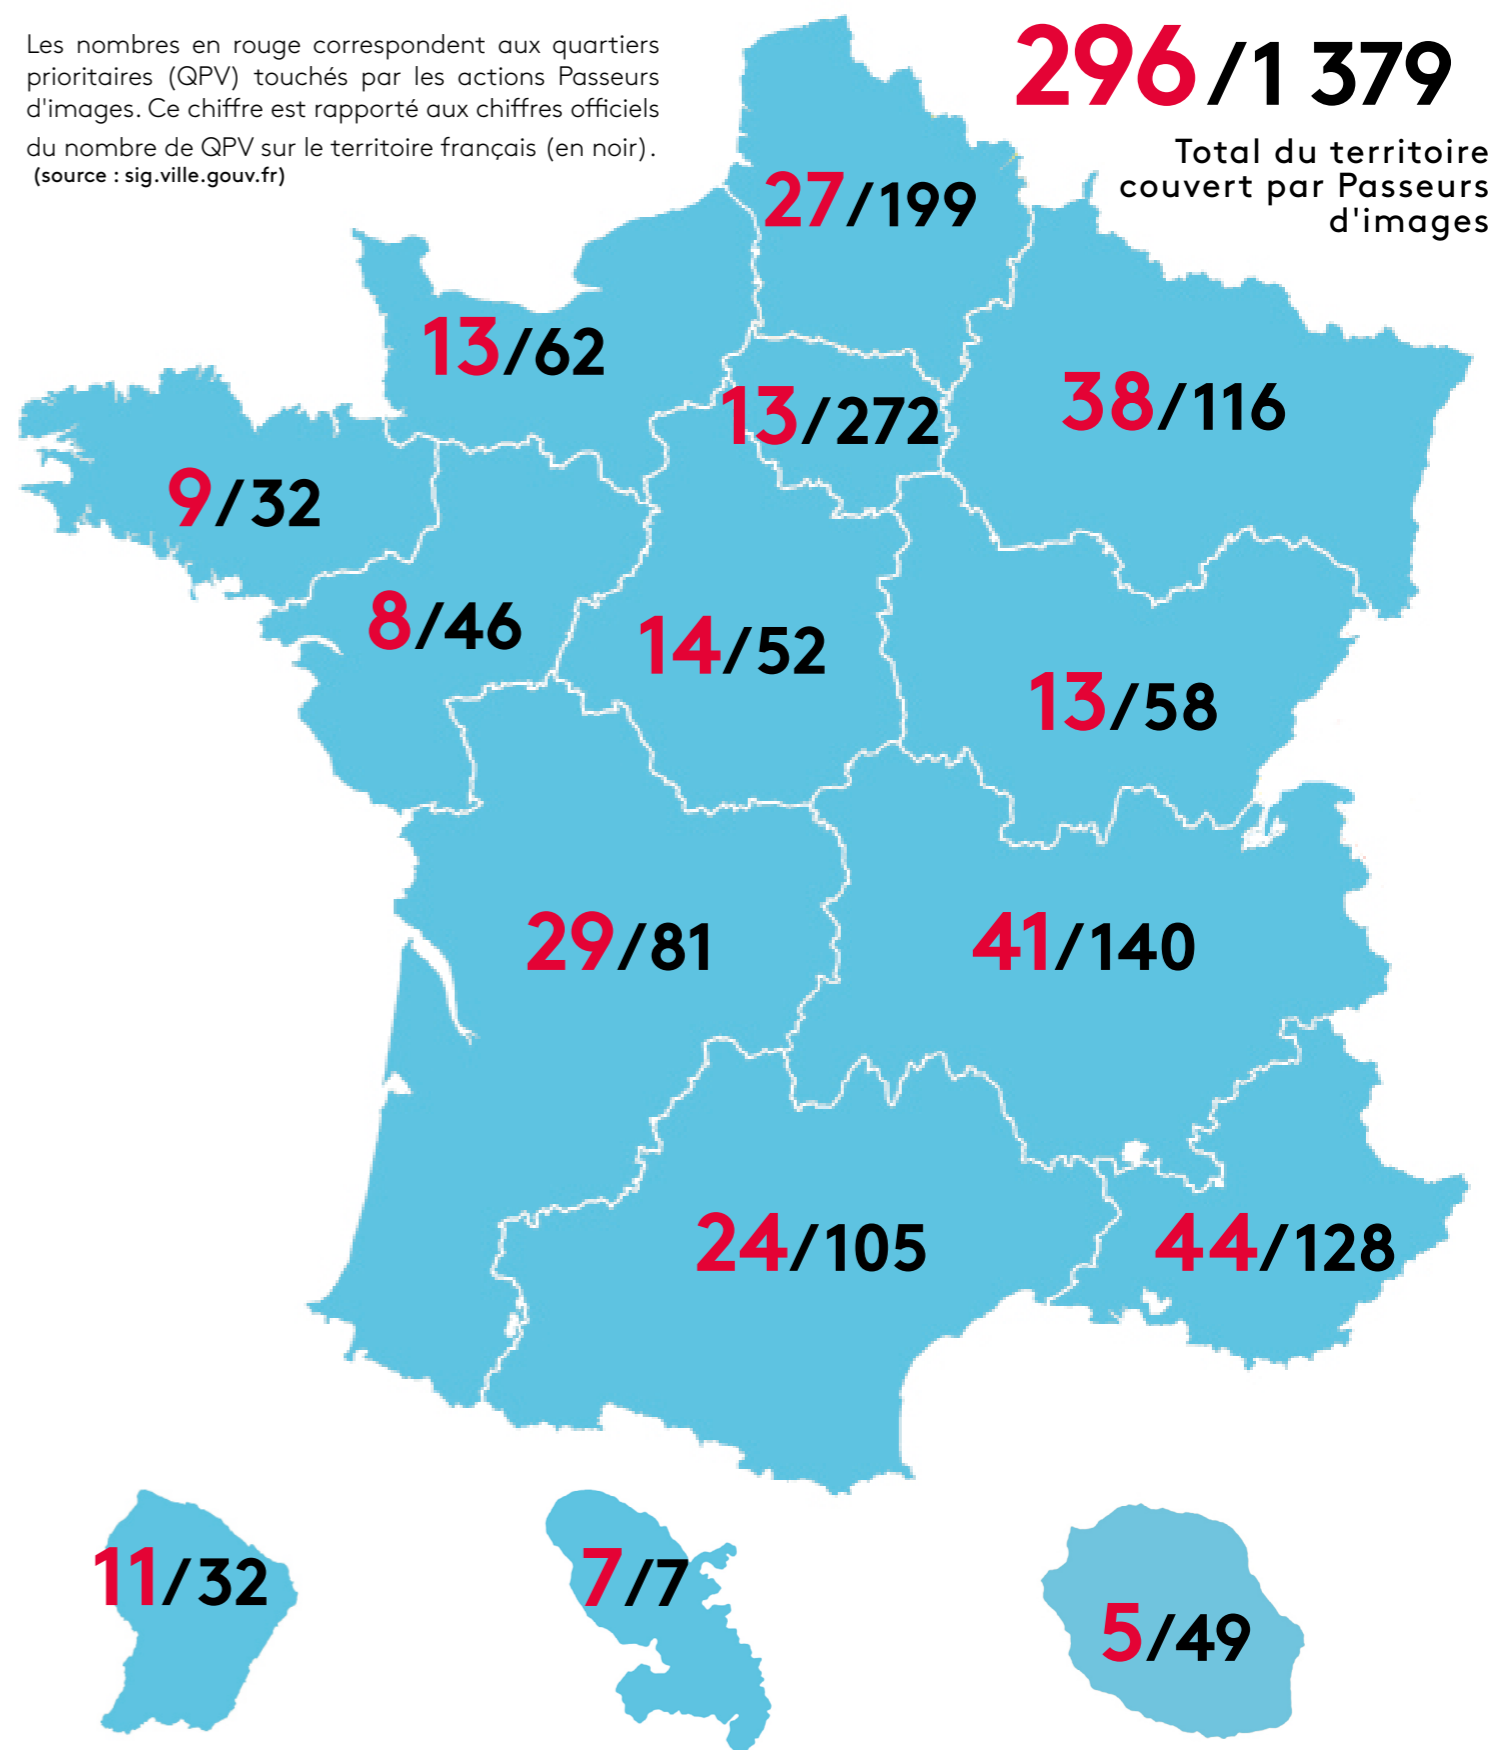 Les nombres en rouge correspondent aux quartiers
prioritaires (QPV) touchés par les actions Passeurs
d'images. Ce chiffre est rapporté aux chiffres officiels
du nombre de QPV sur le territoire français (en noir).
(source : sig.ville.gouv.fr)
296/1 379
Total du territoire
couvert par Passeurs
d'images
27/199
13/62
13/272
38/116
9/32
8/46
14/52
13/58
29/81
41/140
24/105
44/128
11/32
7/7
5/49